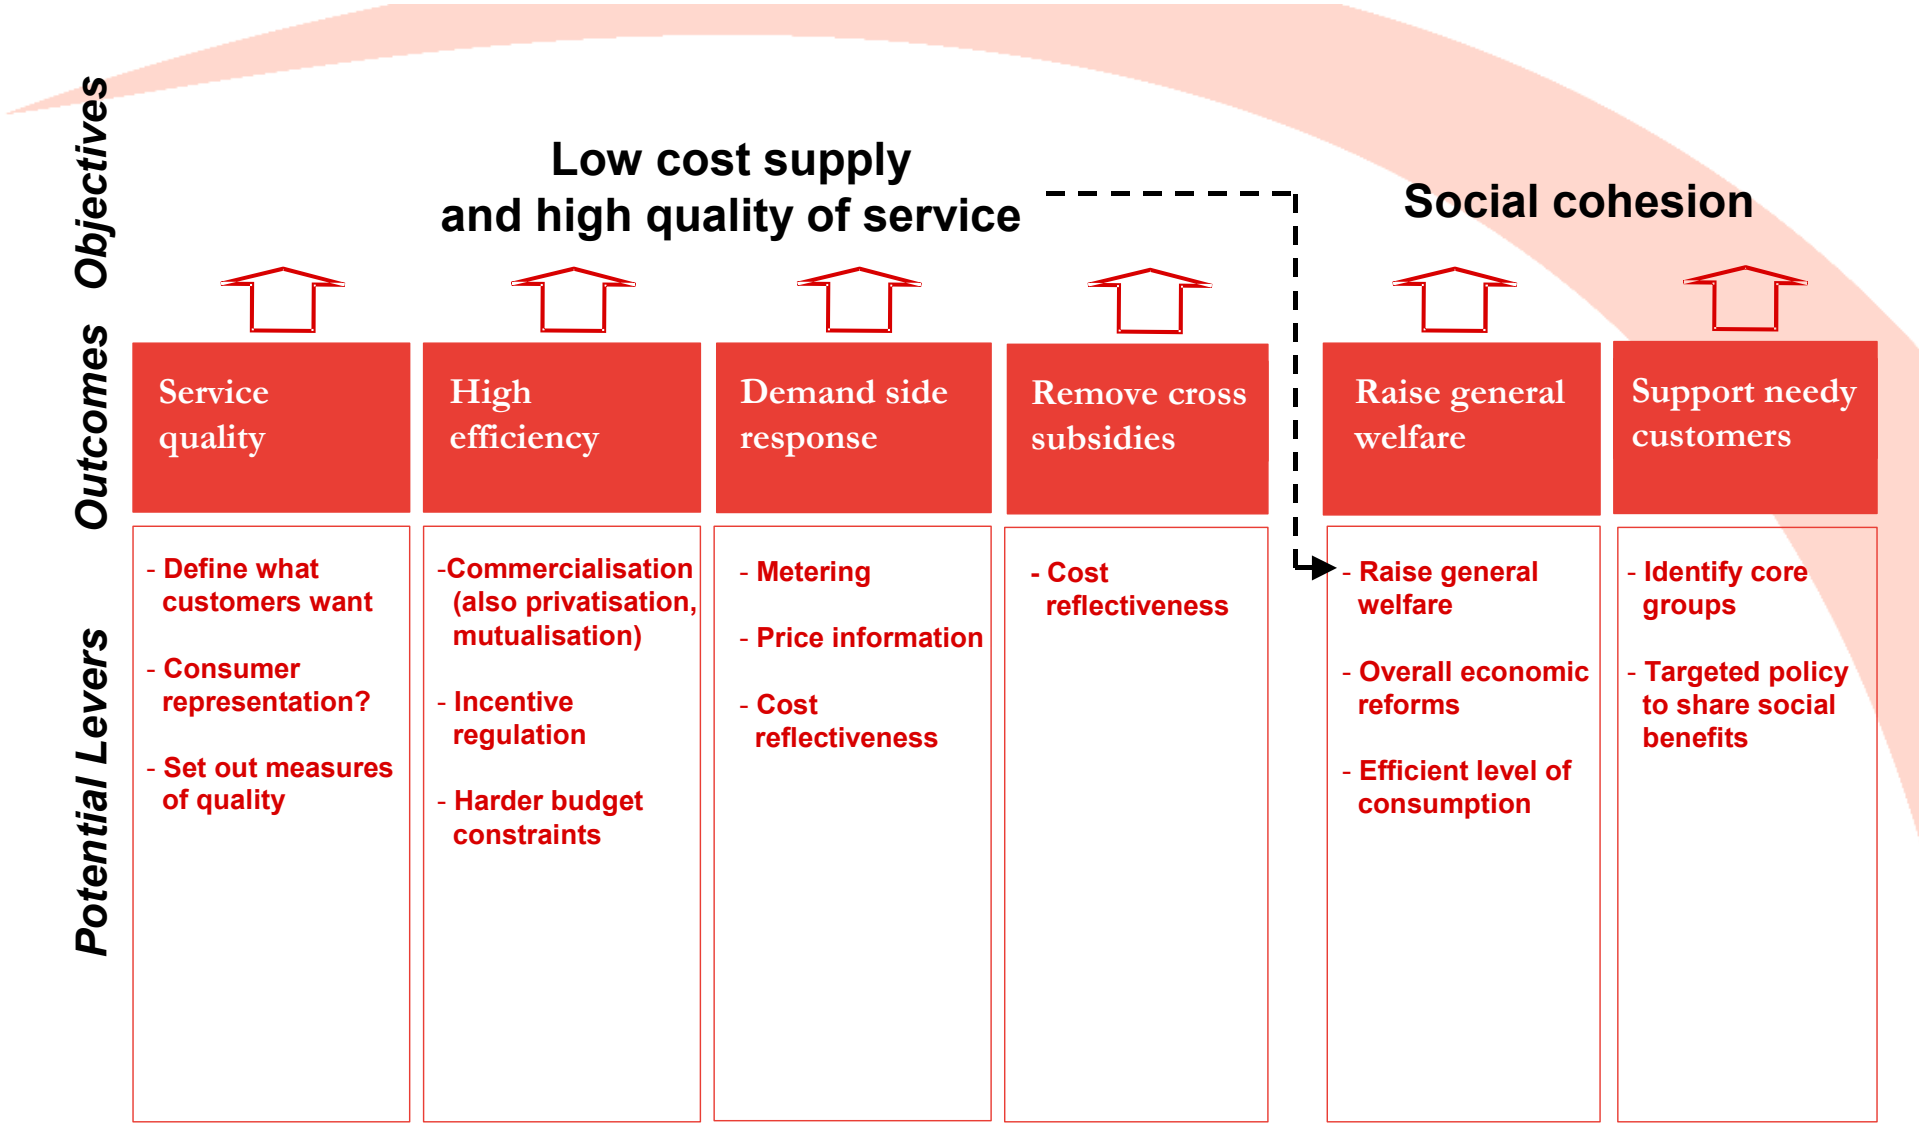 Objectives
Low cost supply
and high quality of service
Social cohesion
Outcomes
Service
quality
High
efficiency
Demand side
response
Remove cross
subsidies
Raise general
welfare
Support needy
customers
Potential Levers
- Define what
customers want
- Consumer
representation?
- Set out measures
of quality
-Commercialisation
(also privatisation,
mutualisation)
- Incentive
regulation
- Harder budget
constraints
- Metering
- Price information
- Cost
reflectiveness
- Cost
reflectiveness
- Raise general
welfare
- Overall economic
reforms
- Efficient level of
consumption
- Identify core
groups
- Targeted policy
to share social
benefits